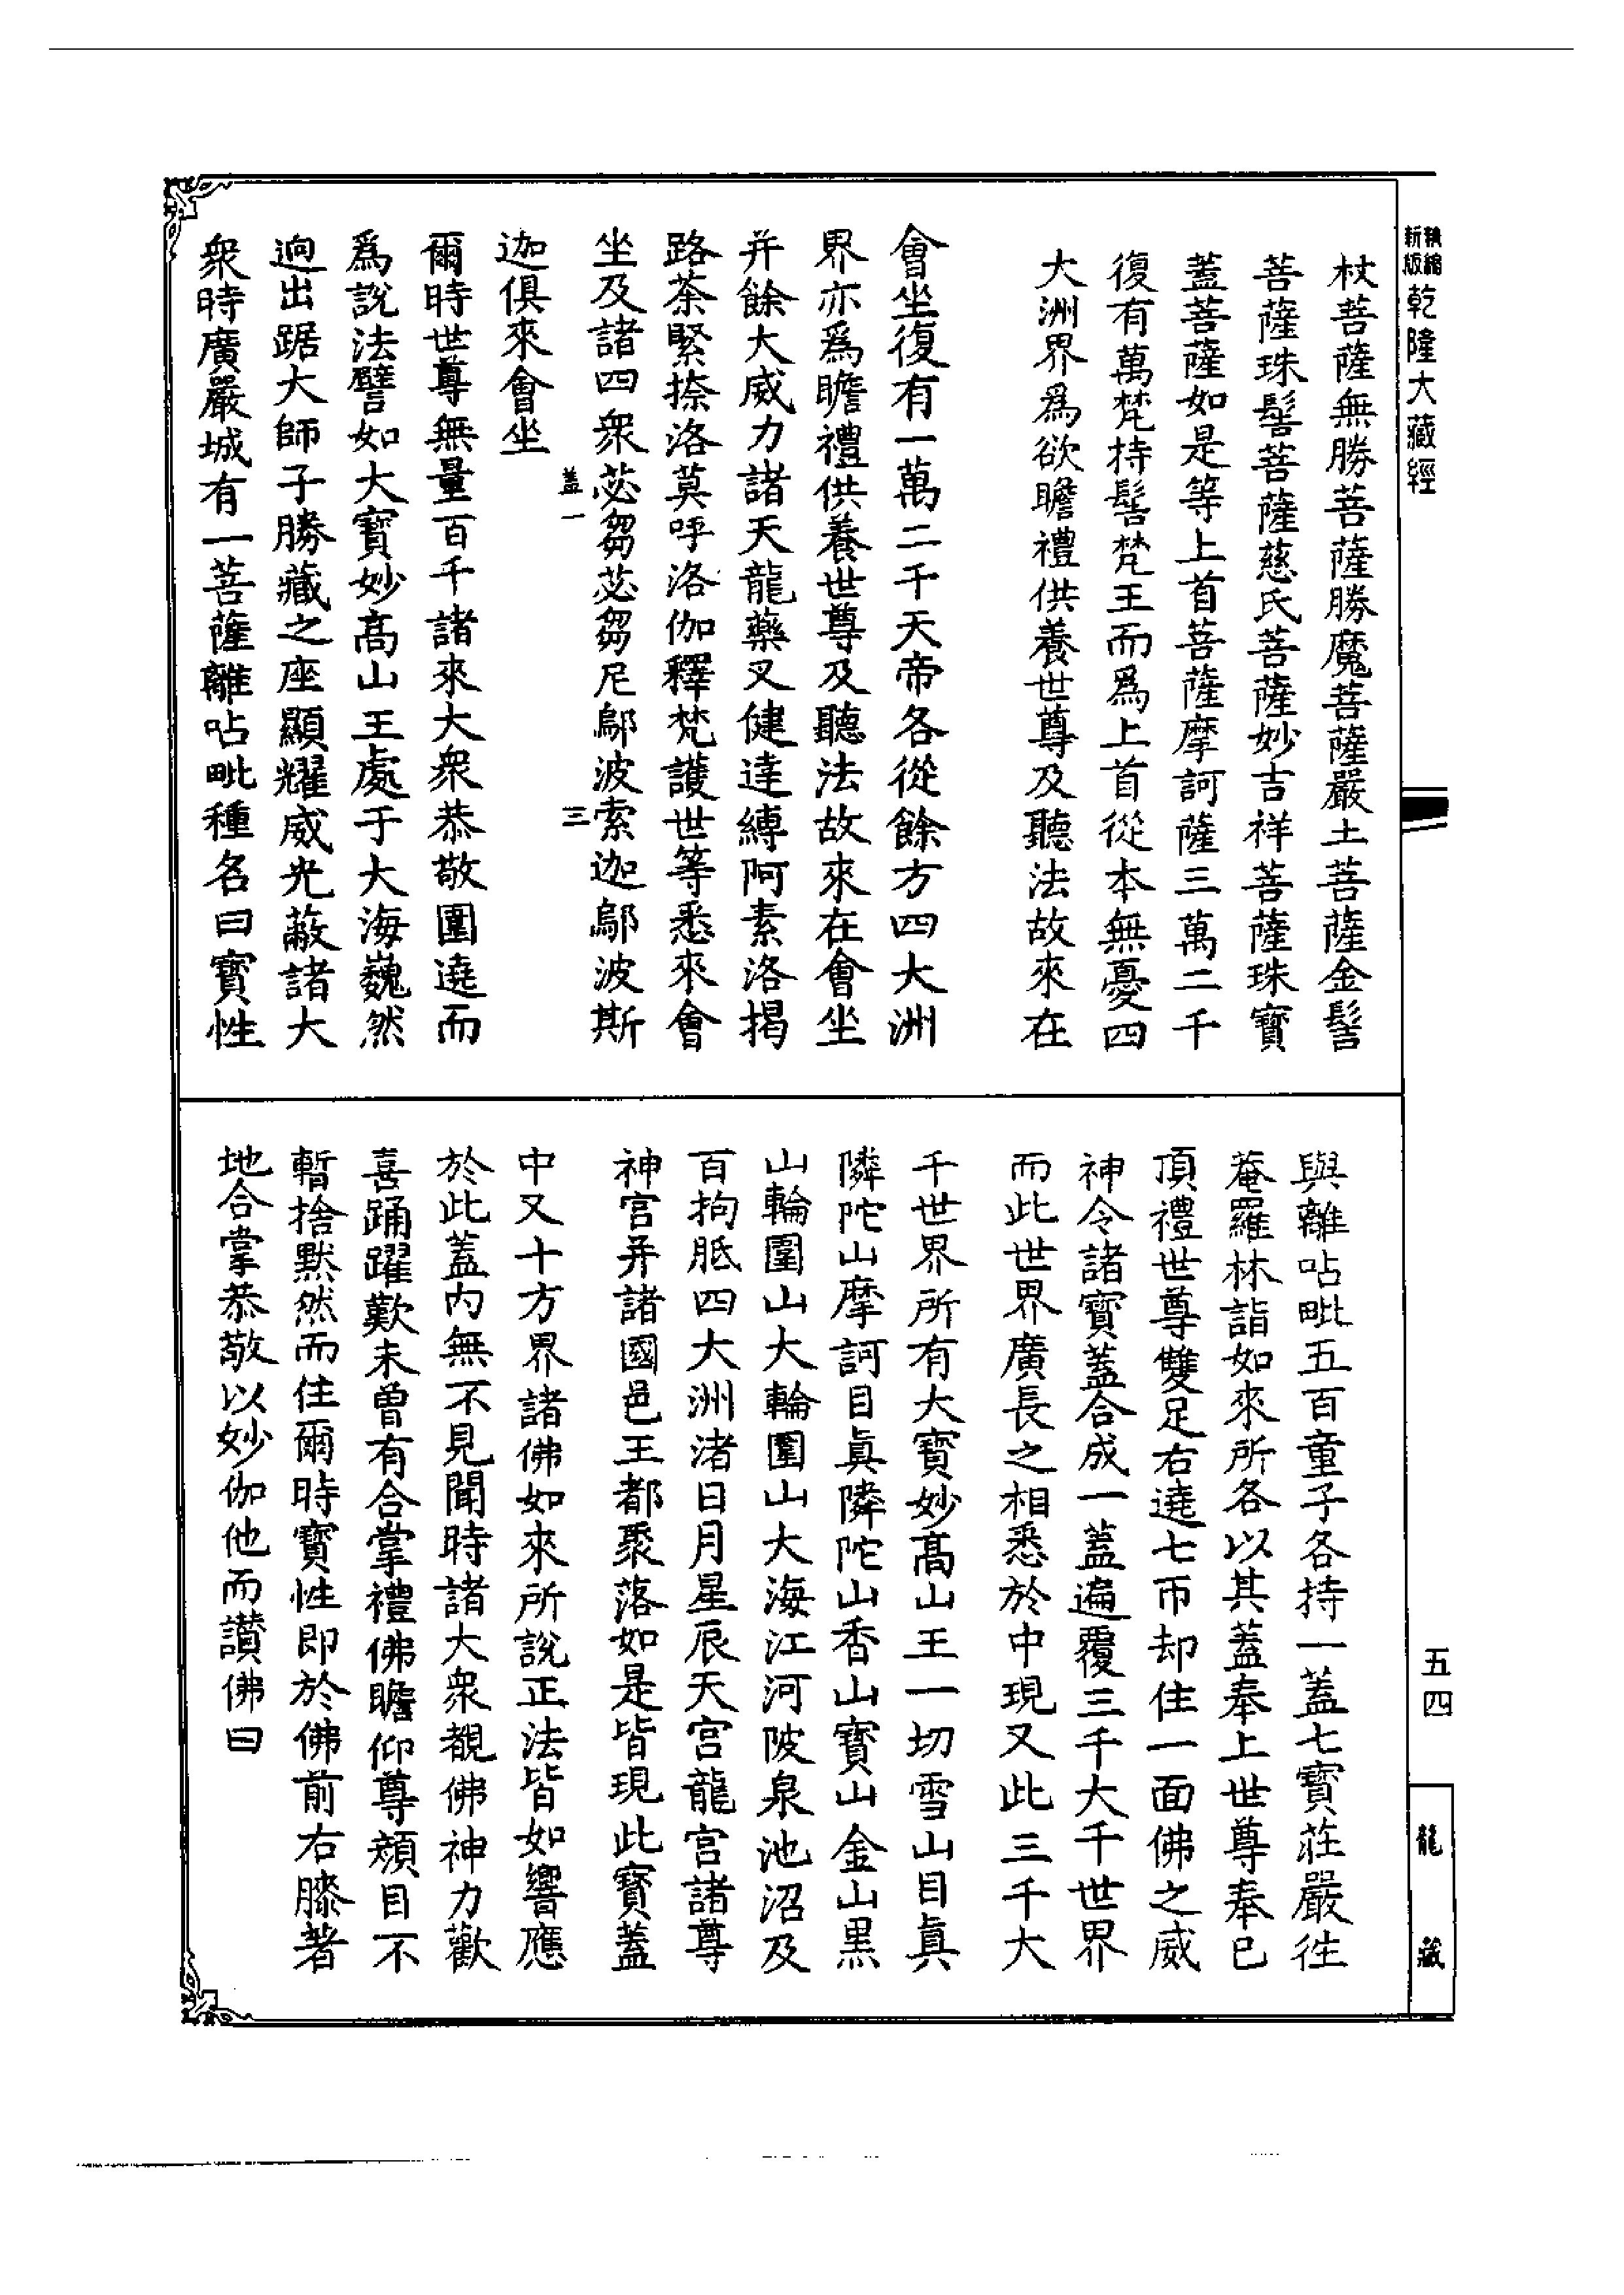 精縮
新版
乾隆大藏經
杖菩薩無勝菩薩勝魔菩薩嚴土菩薩金髻
菩薩珠髻菩薩慈氏菩薩妙吉祥菩薩珠寶
蓋菩薩如是等上首菩薩摩訶薩三萬二千
復有萬梵持髻梵王而爲上首從本無憂四
大洲界爲欲瞻禮供養世尊及聽法故來在
會坐復有一萬二千天帝各從餘方四大洲
界亦爲瞻禮供養世尊及聽法故來在會坐
并餘大威力諸天龍藥叉健達縛阿素洛揭
路荼緊捺洛莫呼洛伽釋梵護世等悉來會
坐及諸四衆苾芻苾芻尼鄔波索迦鄔波斯
蓋一
三
迦俱來會坐
爾時世尊無量百千諸來大衆恭敬圍遶而
爲說法譬如大寶妙高山王處于大海巍然
逈出踞大師子勝藏之座顯耀威光蔽諸大
衆時廣嚴城有一菩薩離呫毗種名曰寶性
與離呫毗五百童子各持一蓋七寶莊嚴徃
菴羅林詣如來所各以其蓋奉上世尊奉已
頂禮世尊雙足右遶七帀却住一面佛之威
神令諸寶蓋合成一蓋遍覆三千大千世界
而此世界廣長之相悉於中現又此三千大
千世界所有大寶妙高山王一切雪山目眞
隣陀山摩訶目眞隣陀山香山寶山金山黑
山輪圍山大輪圍山大海江河陂泉池沼及
百拘胝四大洲渚日月星辰天宮龍宮諸尊
神宮并諸國邑王都聚落如是皆現此寶蓋
中又十方界諸佛如來所說正法皆如響應
於此蓋內無不見聞時諸大衆覩佛神力歡
喜踊躍歎未曾有合掌禮佛瞻仰尊顏目不
暫捨默然而住爾時寶性即於佛前右膝著
地合掌恭敬以妙伽他而讚佛曰
五四
龍藏